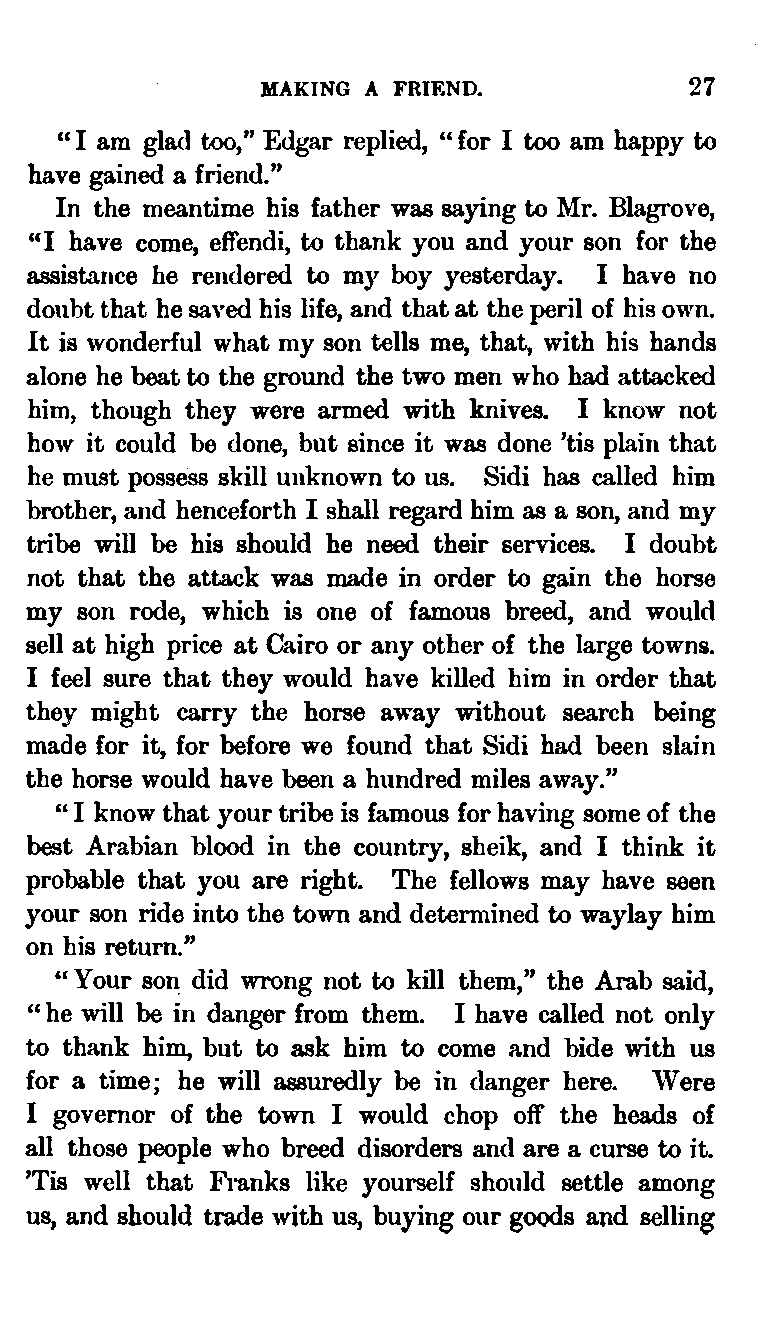 MAKING A FRIEND. 27
“I am glad too,” Edgar replied, “for I too am happy to
have gained a friend.”
In the meantime his father was saying to Mr. Blagrove,
“I have come, effendi, to thank you and your son for the
assistance he rendered to my boy yesterday. I have no
doubt that he saved his life, and that at the peril of his own.
It is wonderful what my son tells me, that, with his hands
alone he beat to the ground the two men who had attacked
him, though they were armed with knives. I know not
how it could be done, but since it was done ’tis plain that
he must possess skill unknown to us. Sidi has called him
brother, and henceforth I shall regard him as a son, and my
tribe will be his should he need their services. I doubt
not that the attack was made in order to gain the horse
my son rode, which is one of famous breed, and would
sell at high price at Cairo or any other of the large towns.
I feel sure that they would have killed him in order that
they might carry the horse away without search being
made for it, for before we found that Sidi had been slain
the horse would have been a hundred miles away.”
“I know that your tribe is famous for having some of the
best Arabian blood in the country, sheik, and I think it
probable that you are right. The fellows may have seen
your son ride into the town and determined to waylay him
on his return.”
“Your son did wrong not to kill them,” the Arab said,
“he will be in danger from them. I have called not only
to thank him, but to ask him to come and bide with us
for a time; he will assuredly be in danger here. Were
I governor of the town I would chop off the heads of
all those people who breed disorders and are a curse to it.
’Tis well that Franks like yourself should settle among
us, and should trade with us, buying our goods and selling